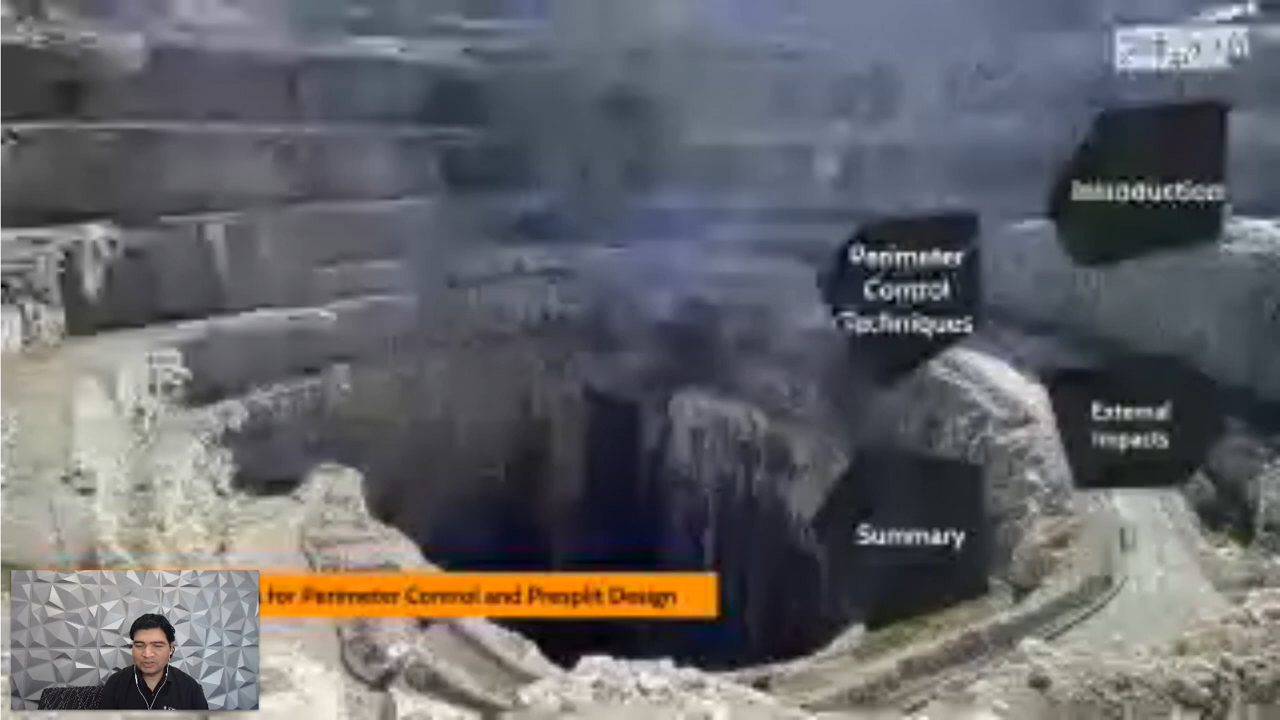 Introduction
Perimeter
Control
Techniques
External
Impacts
Summary
for Perimeter Control and Presplit Design